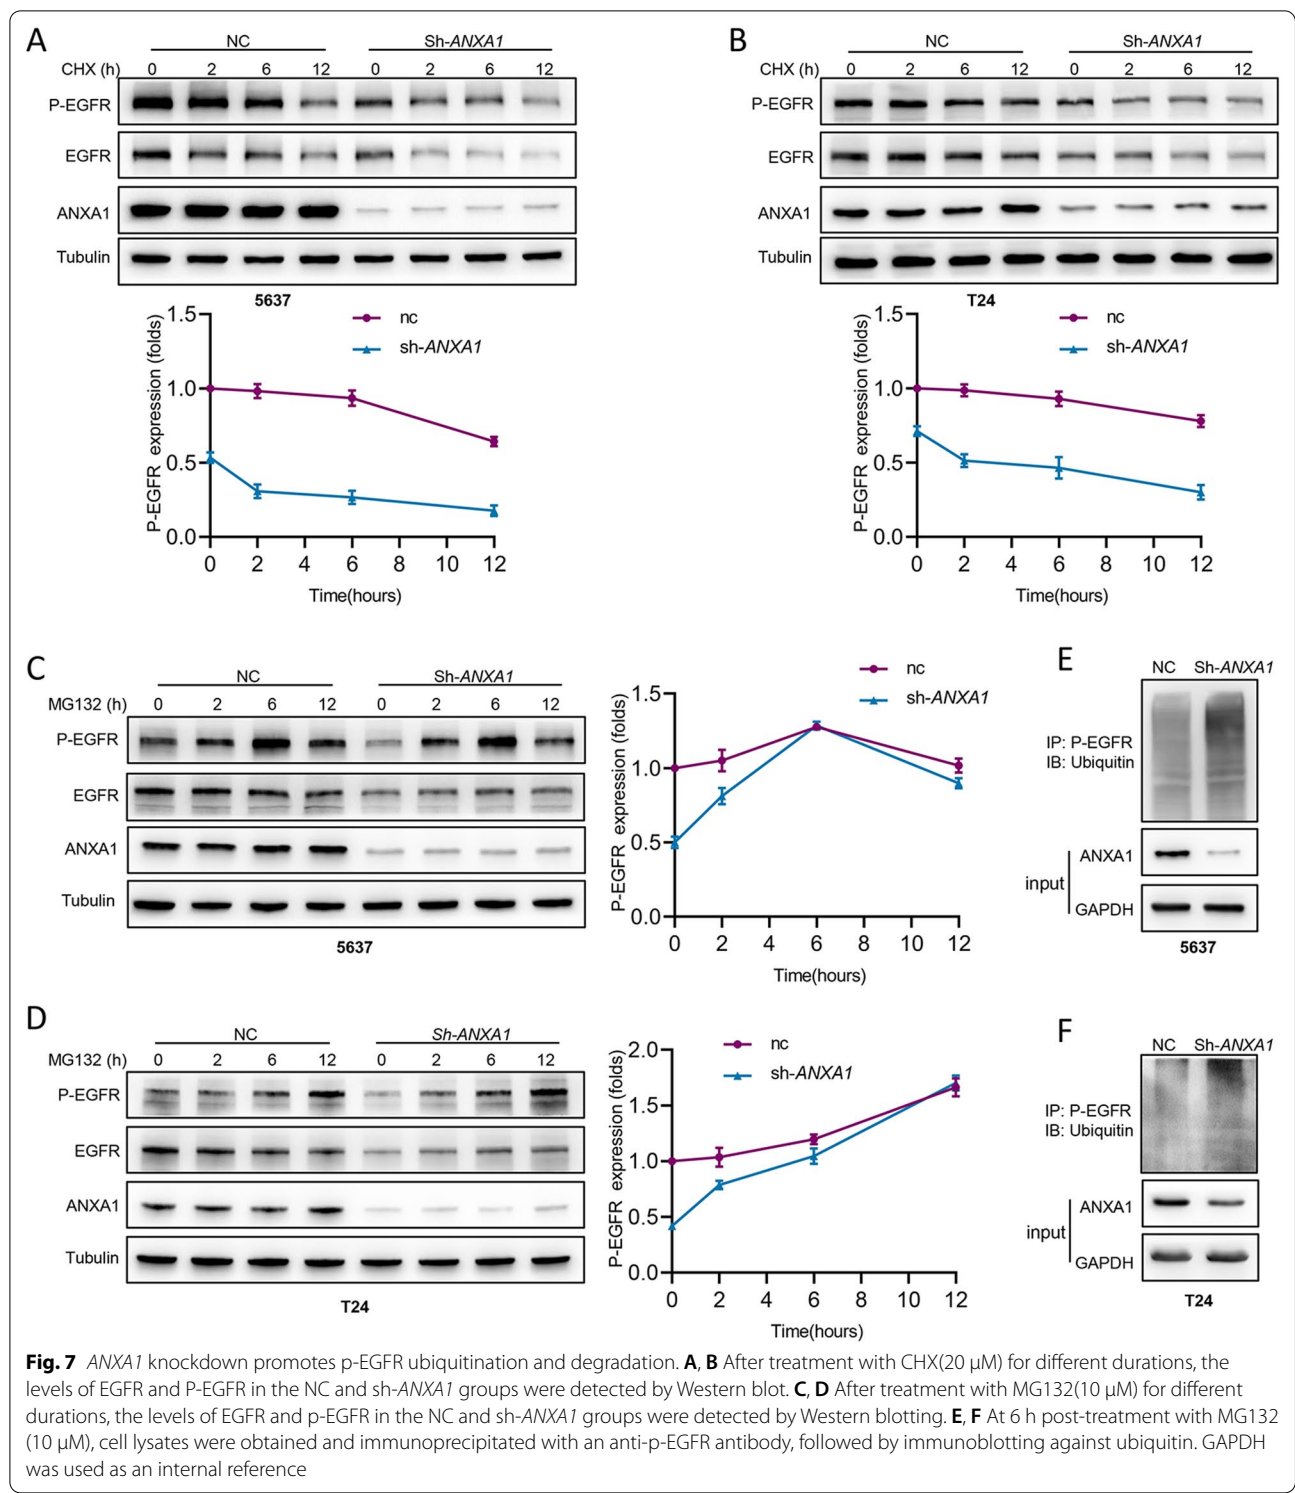 A
NC
Sh-ANXA1
CHX (h)
0 2 6 12 0 2 6 12
P-EGFR
EGFR
ANXA1
Tubulin
5637
1.5
1.0
0.5
0.0
P-EGFR expression (folds)
nc
sh-ANXA1
0 2 4 6 8 10 12
Time(hours)
B
NC
Sh-ANXA1
CHX (h)
0 2 6 12 0 2 6 12
P-EGFR
EGFR
ANXA1
Tubulin
T24
1.5
1.0
0.5
0.0
P-EGFR expression (folds)
nc
sh-ANXA1
0 2 4 6 8 10 12
Time(hours)
C
NC
Sh-ANXA1
MG132 (h)
0 2 6 12 0 2 6 12
P-EGFR
EGFR
ANXA1
Tubulin
5637
nc
sh-ANXA1
1.5
1.0
0.5
0.0
P-EGFR expression (folds)
0 2 4 6 8 10 12
Time(hours)
E
NC Sh-ANXA1
IP: P-EGFR
IB: Ubiquitin
input
ANXA1
GAPDH
5637
D
NC
Sh-ANXA1
MG132 (h)
0 2 6 12 0 2 6 12
P-EGFR
EGFR
ANXA1
Tubulin
T24
nc
sh-ANXA1
2.0
1.5
1.0
0.5
0.0
P-EGFR expression (folds)
0 2 4 6 8 10 12
Time(hours)
F
NC Sh-ANXA1
IP: P-EGFR
IB: Ubiquitin
input
ANXA1
GAPDH
T24
Fig. 7 ANXA1 knockdown promotes p-EGFR ubiquitination and degradation. A, B After treatment with CHX(20 μM) for different durations, the
levels of EGFR and P-EGFR in the NC and sh-ANXA1 groups were detected by Western blot. C, D After treatment with MG132(10 μM) for different
durations, the levels of EGFR and p-EGFR in the NC and sh-ANXA1 groups were detected by Western blotting. E, F At 6 h post-treatment with MG132
(10 μM), cell lysates were obtained and immunoprecipitated with an anti-p-EGFR antibody, followed by immunoblotting against ubiquitin. GAPDH
was used as an internal reference